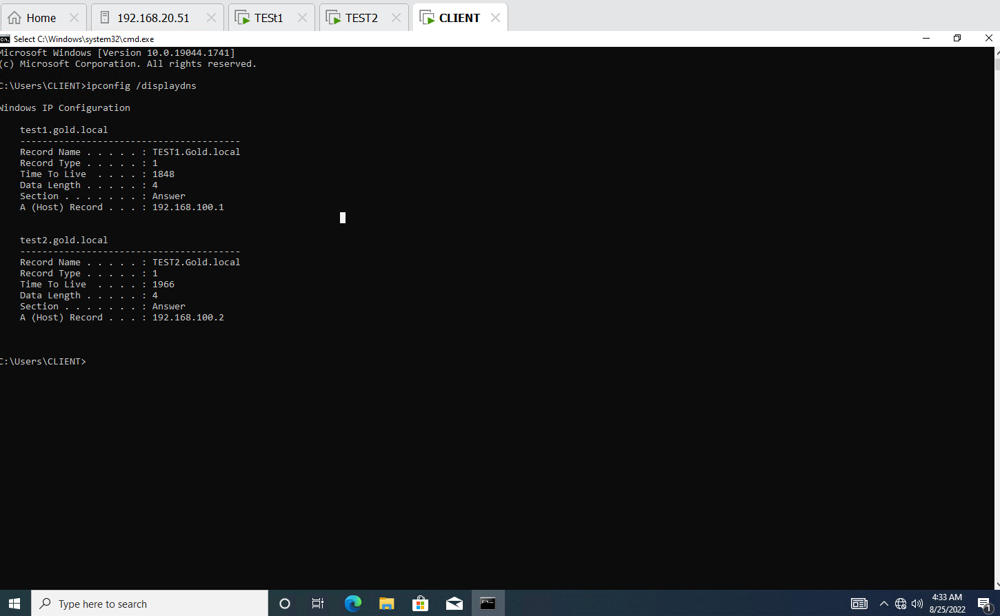 Home
192.168.20.51
TESt1
TEST2
CLIENT
Select C:\Windows\system32\cmd.exe
Microsoft Windows [Version 10.0.19044.1741]
(c) Microsoft Corporation. All rights reserved.
C:\Users\CLIENT>ipconfig /displaydns
Windows IP Configuration
test1.gold.local
----------------------------------------
Record Name . . . . . : TEST1.Gold.local
Record Type . . . . . : 1
Time To Live  . . . . : 1848
Data Length . . . . . : 4
Section . . . . . . . : Answer
A (Host) Record . . . : 192.168.100.1
test2.gold.local
----------------------------------------
Record Name . . . . . : TEST2.Gold.local
Record Type . . . . . : 1
Time To Live  . . . . : 1966
Data Length . . . . . : 4
Section . . . . . . . : Answer
A (Host) Record . . . : 192.168.100.2
C:\Users\CLIENT>
Type here to search
4:33 AM
8/25/2022
1